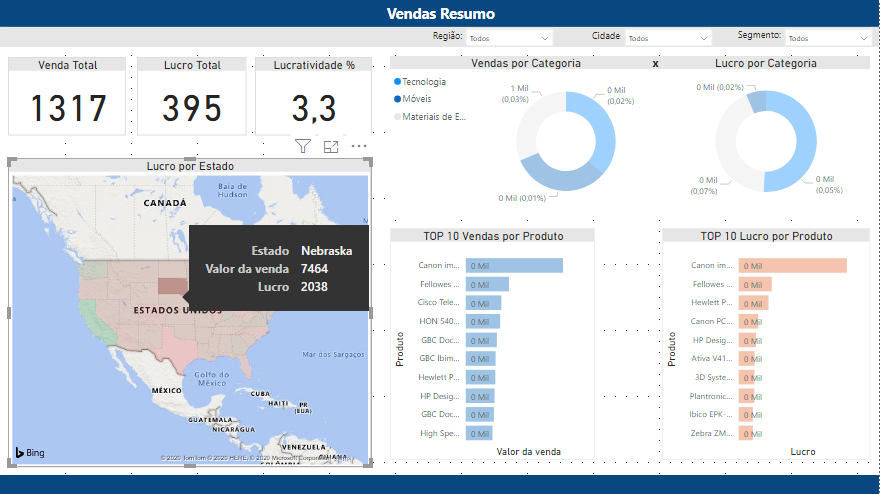 Vendas Resumo
Região: Todos
Cidade Todos
Segmento: Todos
Venda Total
1317
Lucro Total
395
Lucratividade %
3,3
Vendas por Categoria
x
Lucro por Categoria
Tecnologia
Móveis
Materiais de E...
1 Mil
(0,03%)
0 Mil
(0,02%)
0 Mil (0,01%)
0 Mil (0,02%)
0 Mil
(0,07%)
0 Mil
(0,05%)
Lucro por Estado
Baía de
Hudson
CANADÁ
Estado Nebraska
Valor da venda 7464
Lucro 2038
ESTADOS UNIDOS
Mar dos Sargaços
Golfo do
México
MÉXICO
CUBA
HAITI
PR
(EUA)
GUATEMALA
NICARÁGUA
VENEZUELA
GUIANA
COLÔMBIA
Bing
© 2020 TomTom © 2020 HERE, © 2020 Microsoft Corporation
TOP 10 Vendas por Produto
Produto
Canon im... 0 Mil
Fellowes ... 0 Mil
Cisco Tele... 0 Mil
HON 540... 0 Mil
GBC Doc... 0 Mil
GBC Ibim... 0 Mil
Hewlett P... 0 Mil
HP Desig... 0 Mil
GBC Doc... 0 Mil
High Spe... 0 Mil
Valor da venda
TOP 10 Lucro por Produto
Produto
Canon im... 0 Mil
Fellowes ... 0 Mil
Hewlett P... 0 Mil
Canon PC... 0 Mil
HP Desig... 0 Mil
Ativa V41... 0 Mil
3D Syste... 0 Mil
Plantronic... 0 Mil
Ibico EPK-... 0 Mil
Zebra ZM... 0 Mil
Lucro